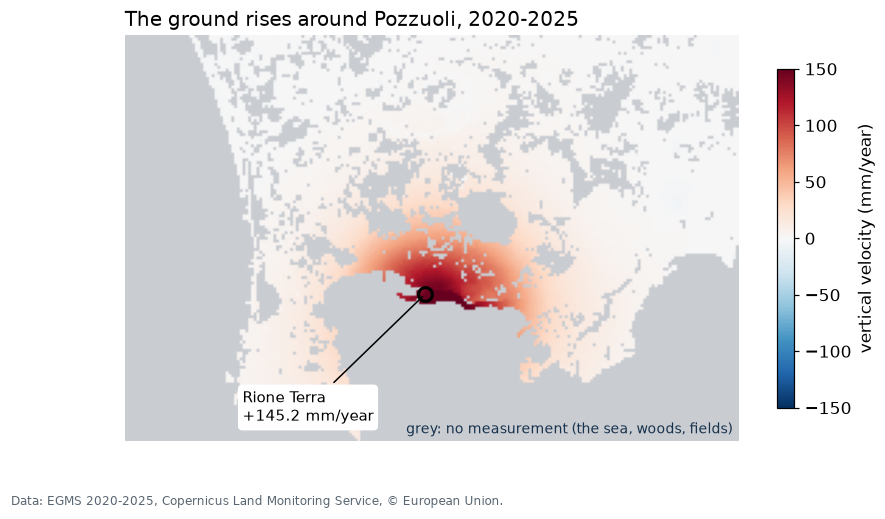 The ground rises around Pozzuoli, 2020-2025
150
100
50
0
−50
−100
−150
vertical velocity (mm/year)
Rione Terra
+145.2 mm/year
grey: no measurement (the sea, woods, fields)
Data: EGMS 2020-2025, Copernicus Land Monitoring Service, © European Union.